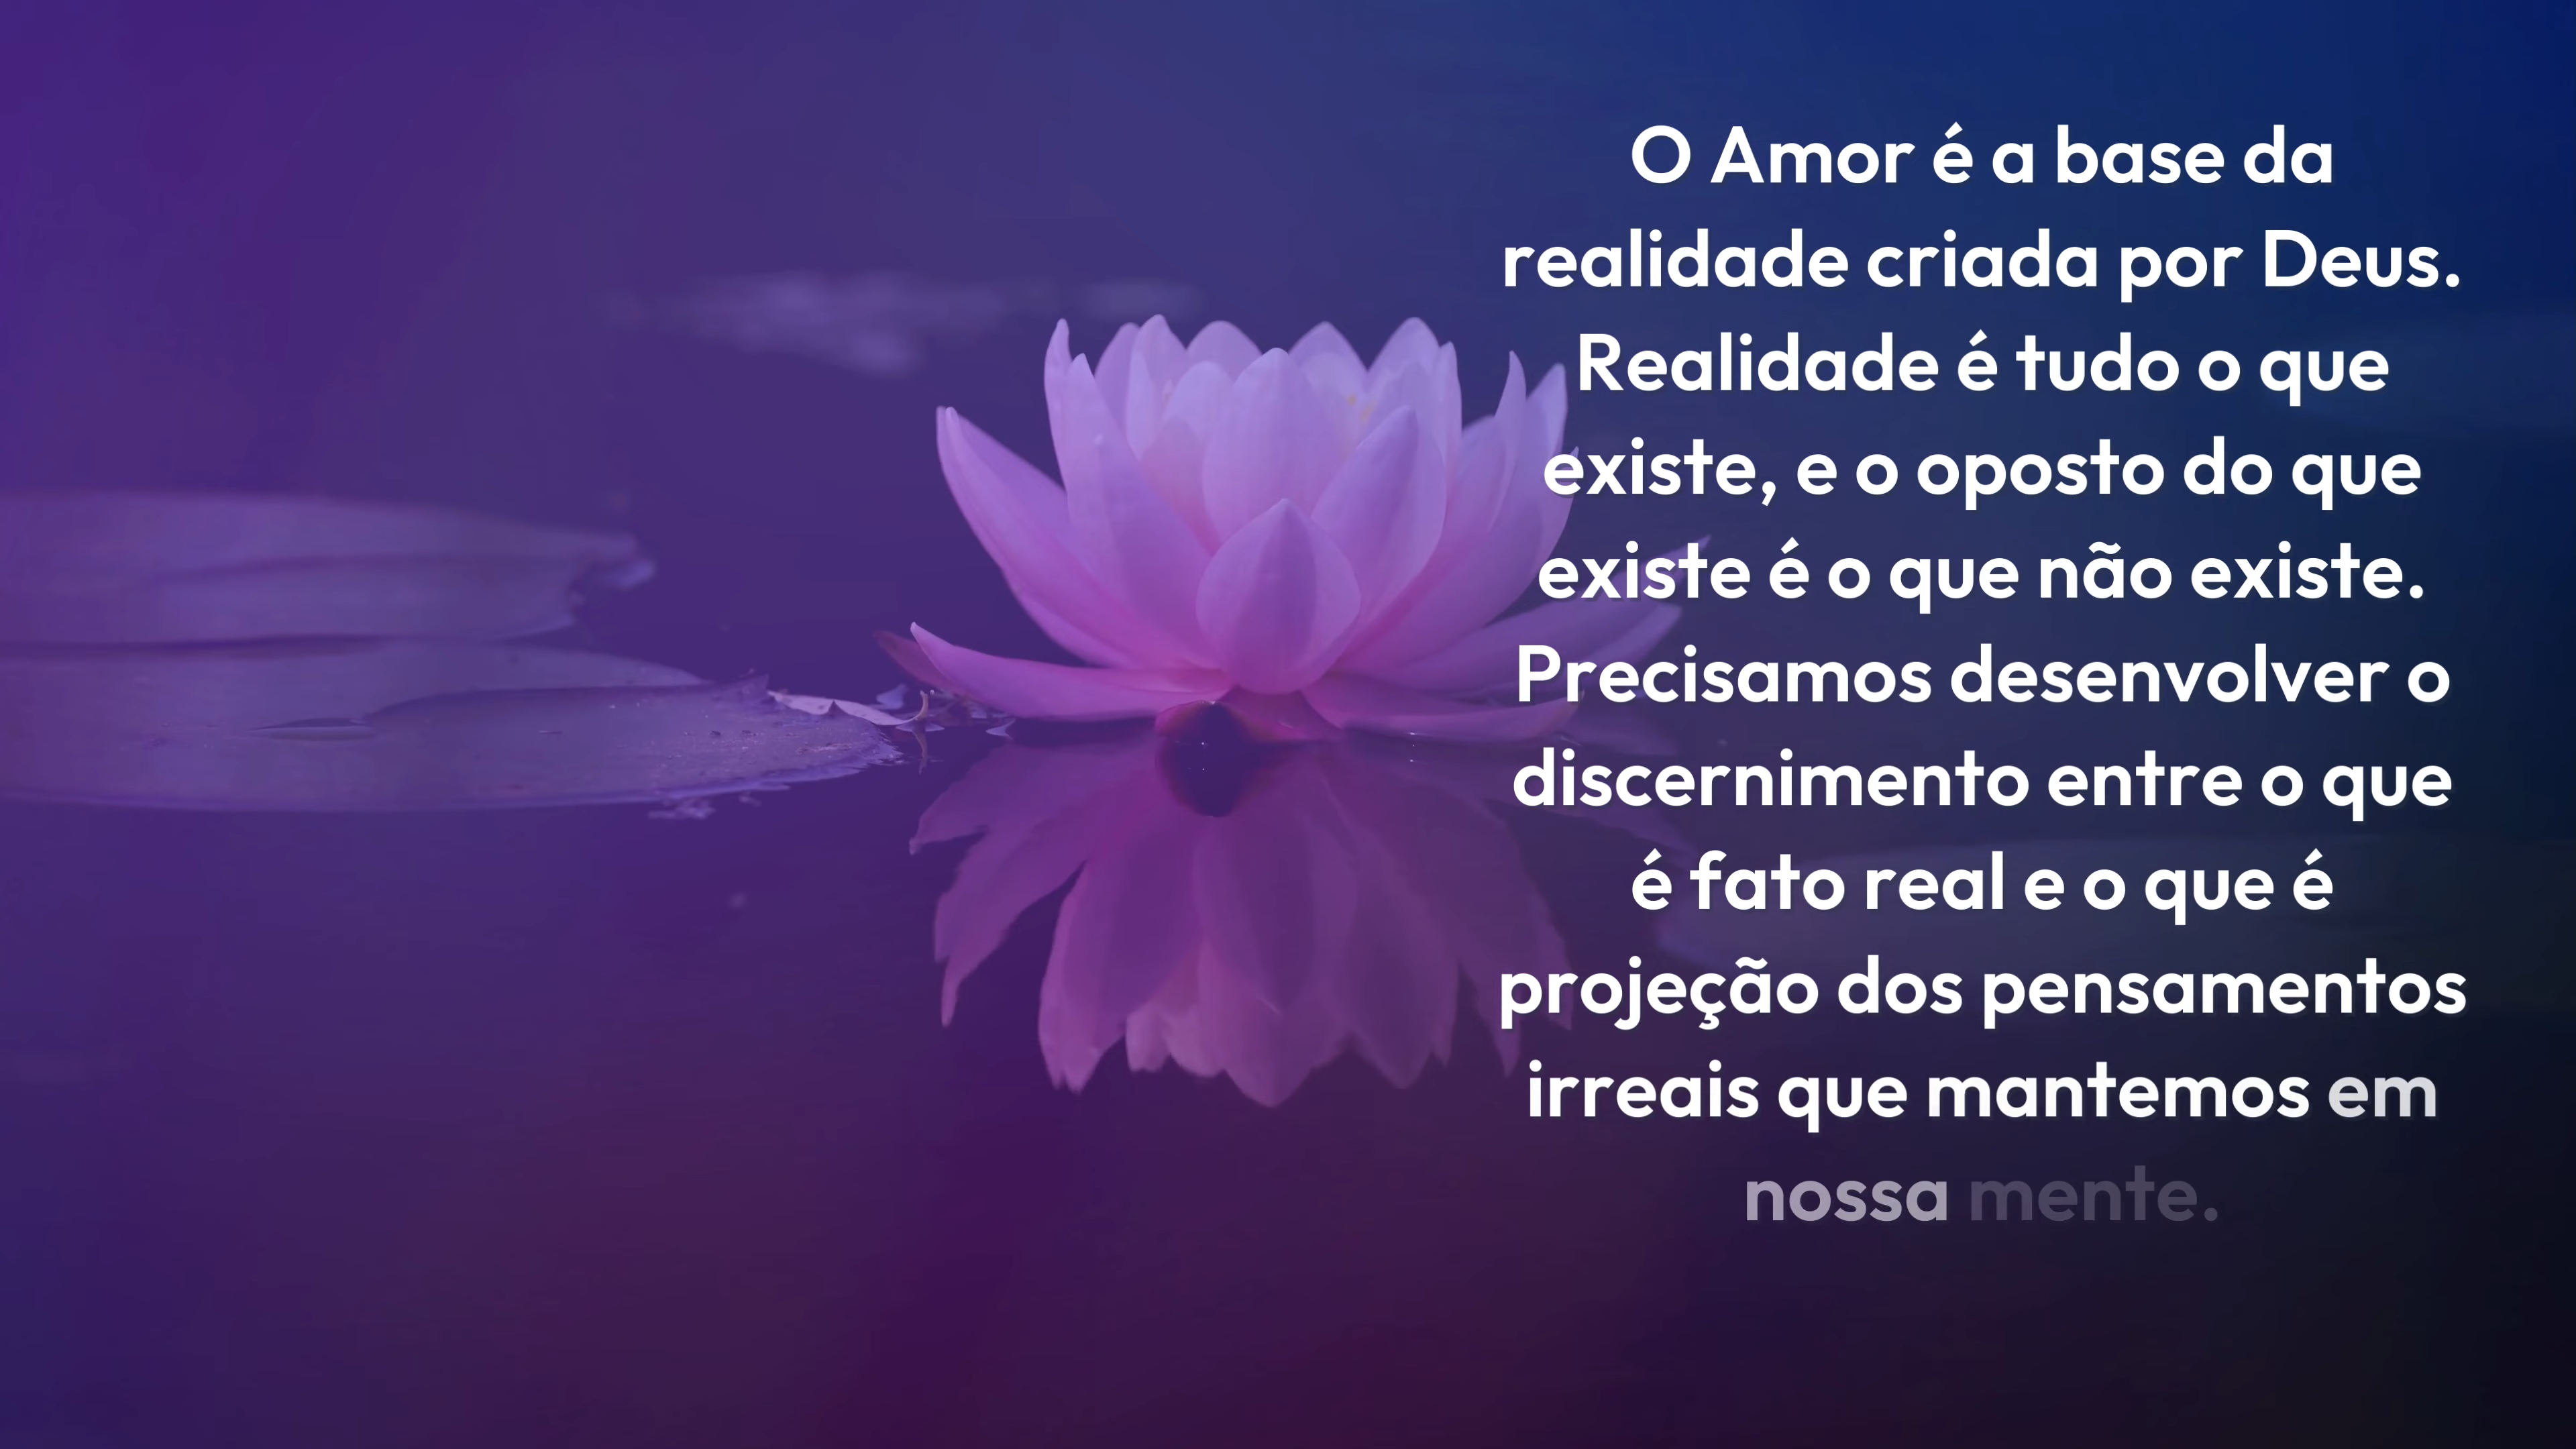 O Amor é a base da
realidade criada por Deus.
Realidade é tudo o que
existe, e o oposto do que
existe é o que não existe.
Precisamos desenvolver o
discernimento entre o que
é fato real e o que é
projeção dos pensamentos
irreais que mantemos em
nossa mente.